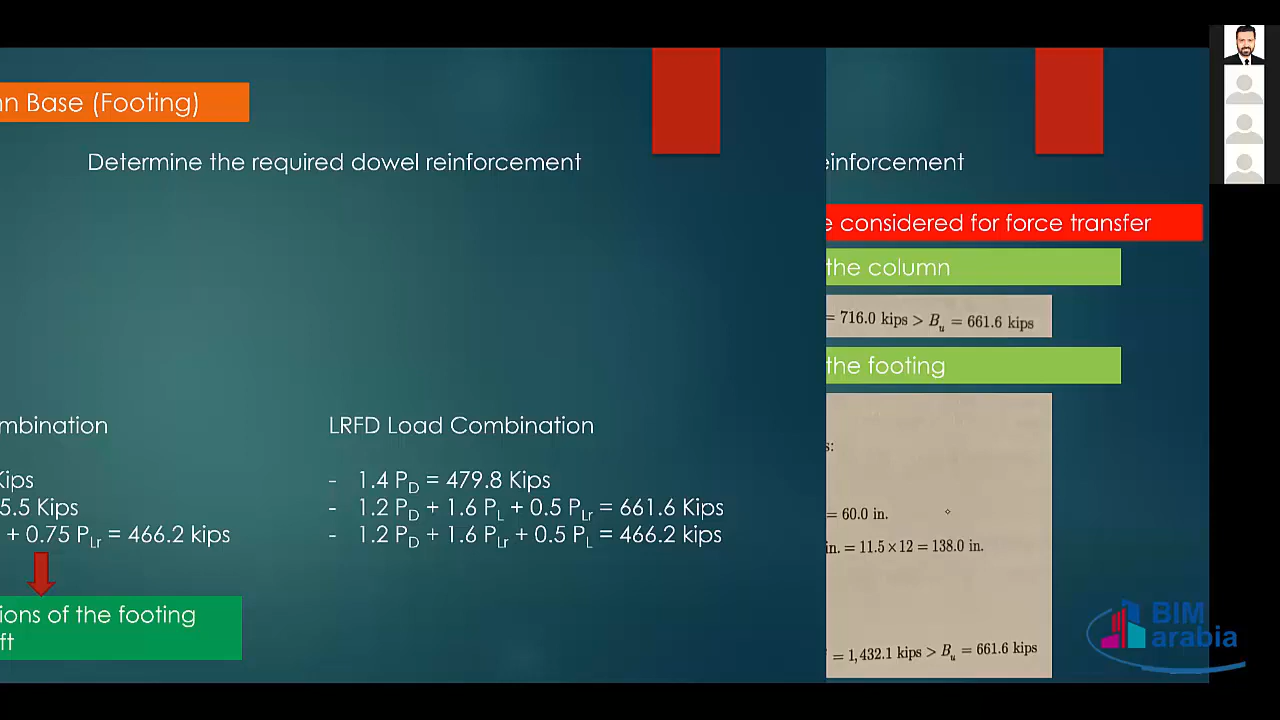 n Base (Footing)
Determine the required dowel reinforcement
mbination
Kips
5.5 Kips
+ 0.75 P_Lr = 466.2 kips
ions of the footing
ft
LRFD Load Combination
- 1.4 P_D = 479.8 Kips
- 1.2 P_D + 1.6 P_L + 0.5 P_Lr = 661.6 Kips
- 1.2 P_D + 1.6 P_Lr + 0.5 P_L = 466.2 kips
einforcement
e considered for force transfer
the column
= 716.0 kips > B_u = 661.6 kips
the footing
s:
= 60.0 in.
in. = 11.5 × 12 = 138.0 in.
= 1,432.1 kips > B_u = 661.6 kips
BIM
arabia